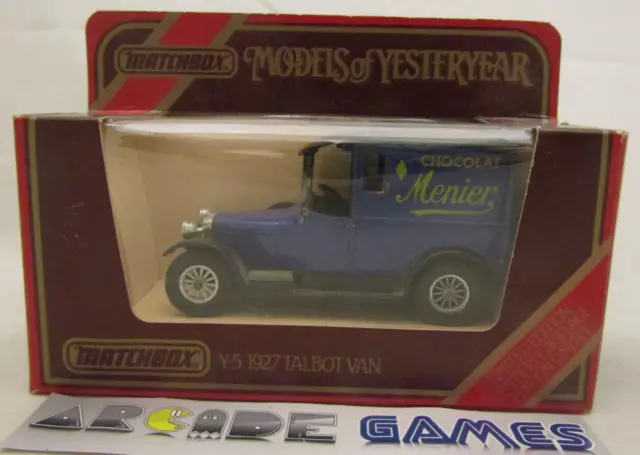 MATCHBOX
MODELS of YESTERYEAR
CHOCOLAT
Menier
MATCHBOX
Y-5 1927 TALBOT VAN
ARCADE GAMES